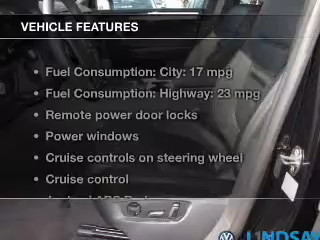 VEHICLE FEATURES
• Fuel Consumption: City: 17 mpg
• Fuel Consumption: Highway: 23 mpg
• Remote power door locks
• Power windows
• Cruise controls on steering wheel
• Cruise control
LINDSAY